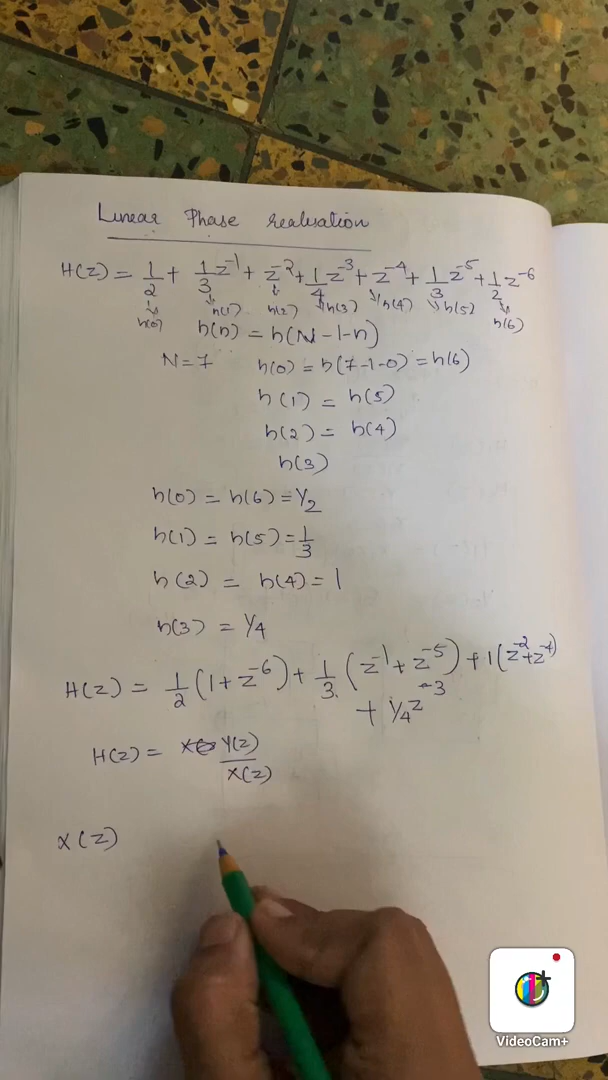 Linear Phase realisation
H(z) = 1/2 + 1/3 z⁻¹ + z⁻² + 1/4 z⁻³ + z⁻⁴ + 1/3 z⁻⁵ + 1/2 z⁻⁶
h(0) h(1) h(2) h(3) h(4) h(5) h(6)
h(n) = h(N-1-n)
N=7 h(0) = h(7-1-0) = h(6)
h(1) = h(5)
h(2) = h(4)
h(3)
h(0) = h(6) = 1/2
h(1) = h(5) = 1/3
h(2) = h(4) = 1
h(3) = 1/4
H(z) = 1/2 (1+z⁻⁶) + 1/3 (z⁻¹+z⁻⁵) + 1(z⁻²+z⁻⁴)
+ 1/4 z⁻³
H(z) = Y(z)/X(z)
X(z)
VideoCam+